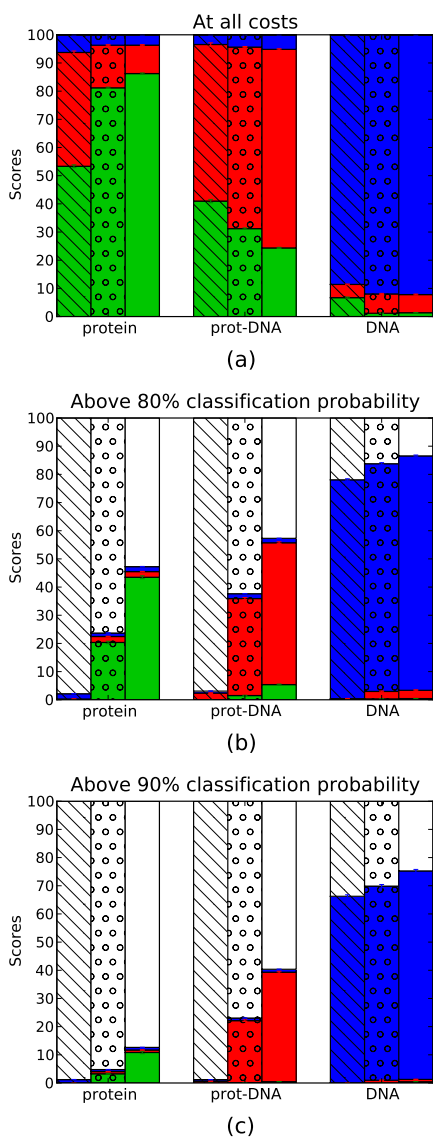 At all costs
100
90
80
70
60
50
40
30
20
10
0
Scores
protein prot-DNA DNA
(a)
Above 80% classification probability
100
90
80
70
60
50
40
30
20
10
0
Scores
protein prot-DNA DNA
(b)
Above 90% classification probability
100
90
80
70
60
50
40
30
20
10
0
Scores
protein prot-DNA DNA
(c)